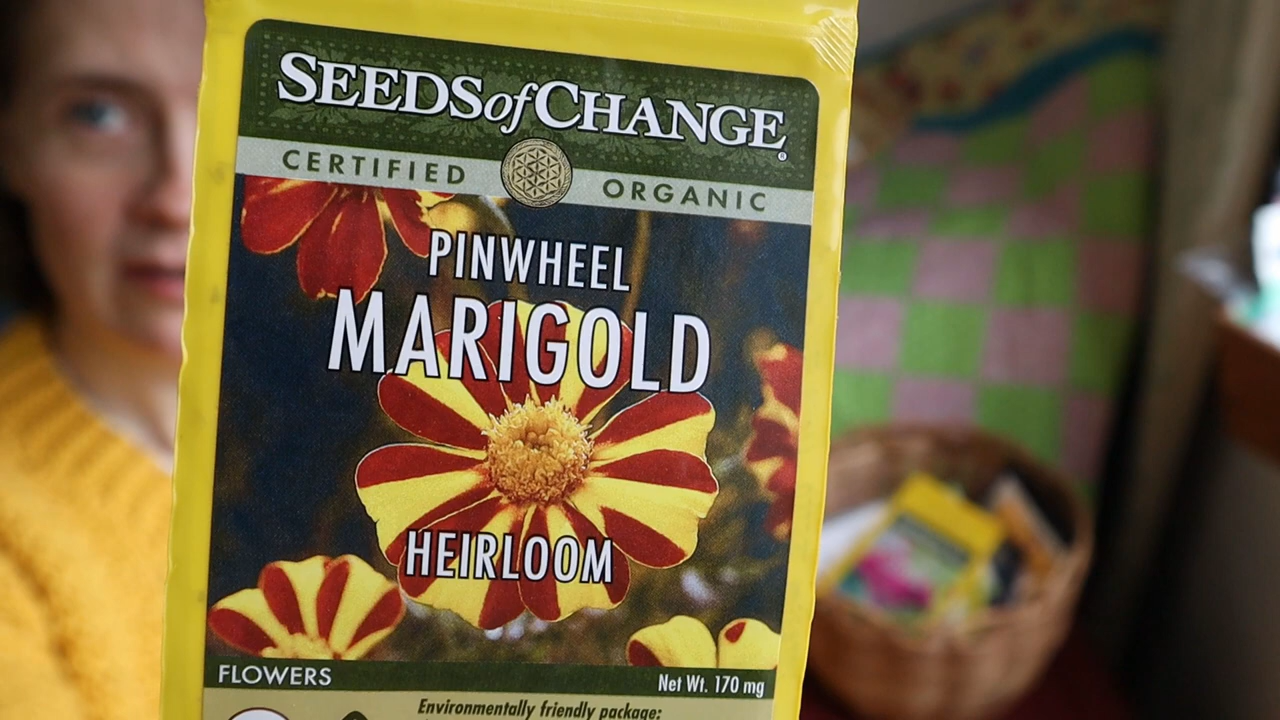 SEEDS of CHANGE®
CERTIFIED ORGANIC
PINWHEEL
MARIGOLD
HEIRLOOM
FLOWERS
Net Wt. 170 mg
Environmentally friendly package: